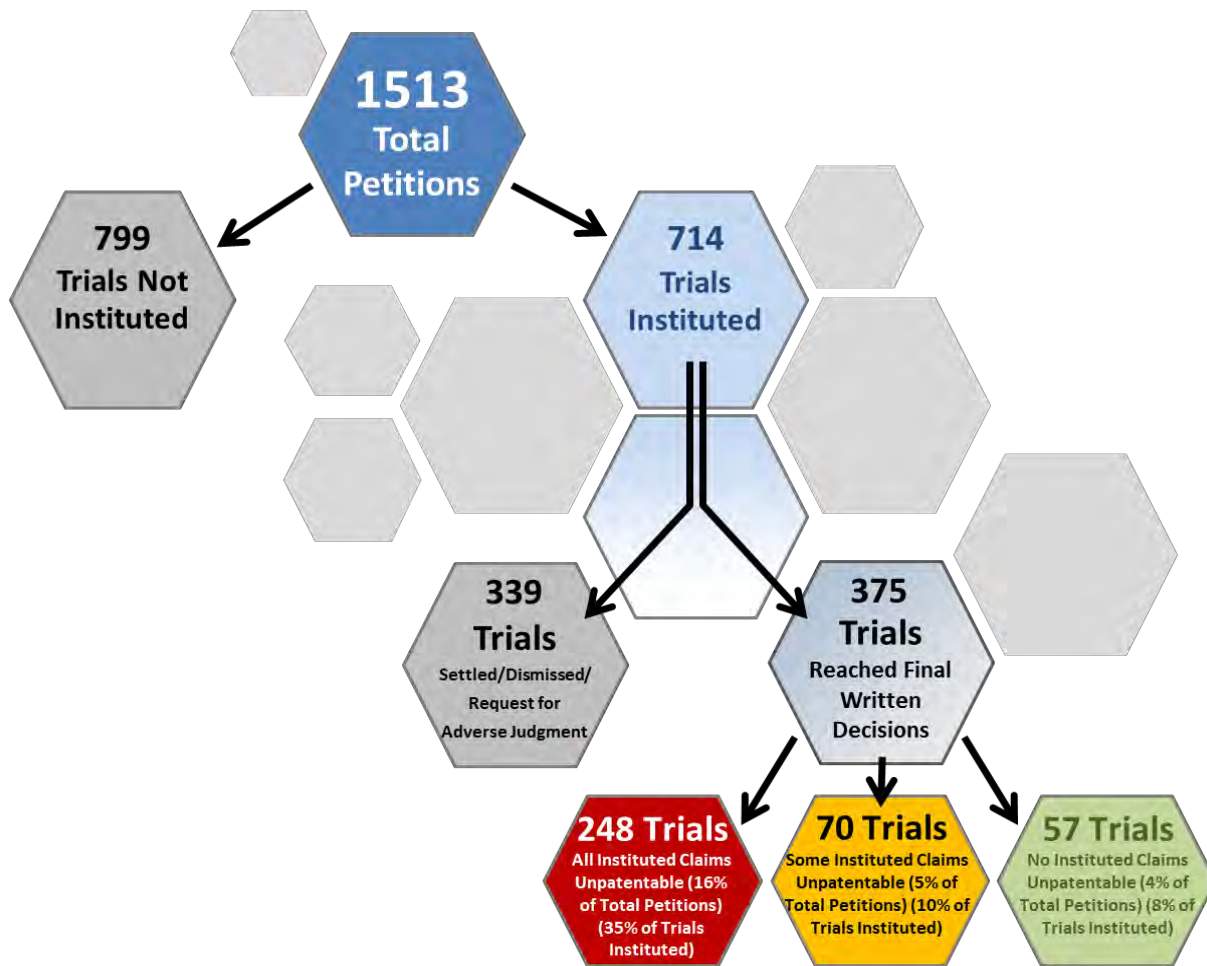 1513
Total
Petitions
799
Trials Not
Instituted
714
Trials
Instituted
339
Trials
Settled/Dismissed/
Request for
Adverse Judgment
375
Trials
Reached Final
Written
Decisions
248 Trials
All Instituted Claims
Unpatentable (16%
of Total Petitions)
(35% of Trials
Instituted)
70 Trials
Some Instituted Claims
Unpatentable (5% of
Total Petitions) (10% of
Trials Instituted)
57 Trials
No Instituted Claims
Unpatentable (4% of
Total Petitions) (8% of
Trials Instituted)